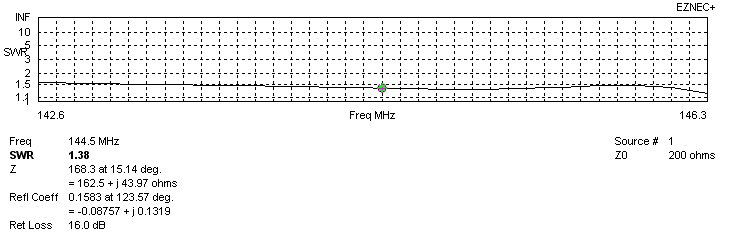 EZNEC+
INF
10
5
SWR
3
2
1.5
1.1
142.6 Freq MHz 146.3
Freq 144.5 MHz Source # 1
SWR 1.38 Z0 200 ohms
Z 168.3 at 15.14 deg.
= 162.5 + j 43.97 ohms
Refl Coeff 0.1583 at 123.57 deg.
= -0.08757 + j 0.1319
Ret Loss 16.0 dB